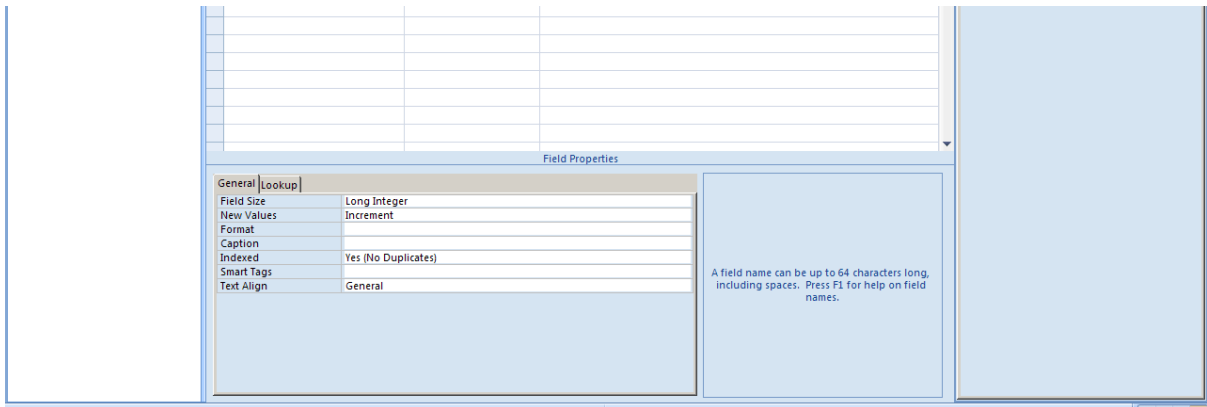 Field Properties
General Lookup
Field Size Long Integer
New Values Increment
Format
Caption
Indexed Yes (No Duplicates)
Smart Tags
Text Align General
A field name can be up to 64 characters long,
including spaces. Press F1 for help on field
names.